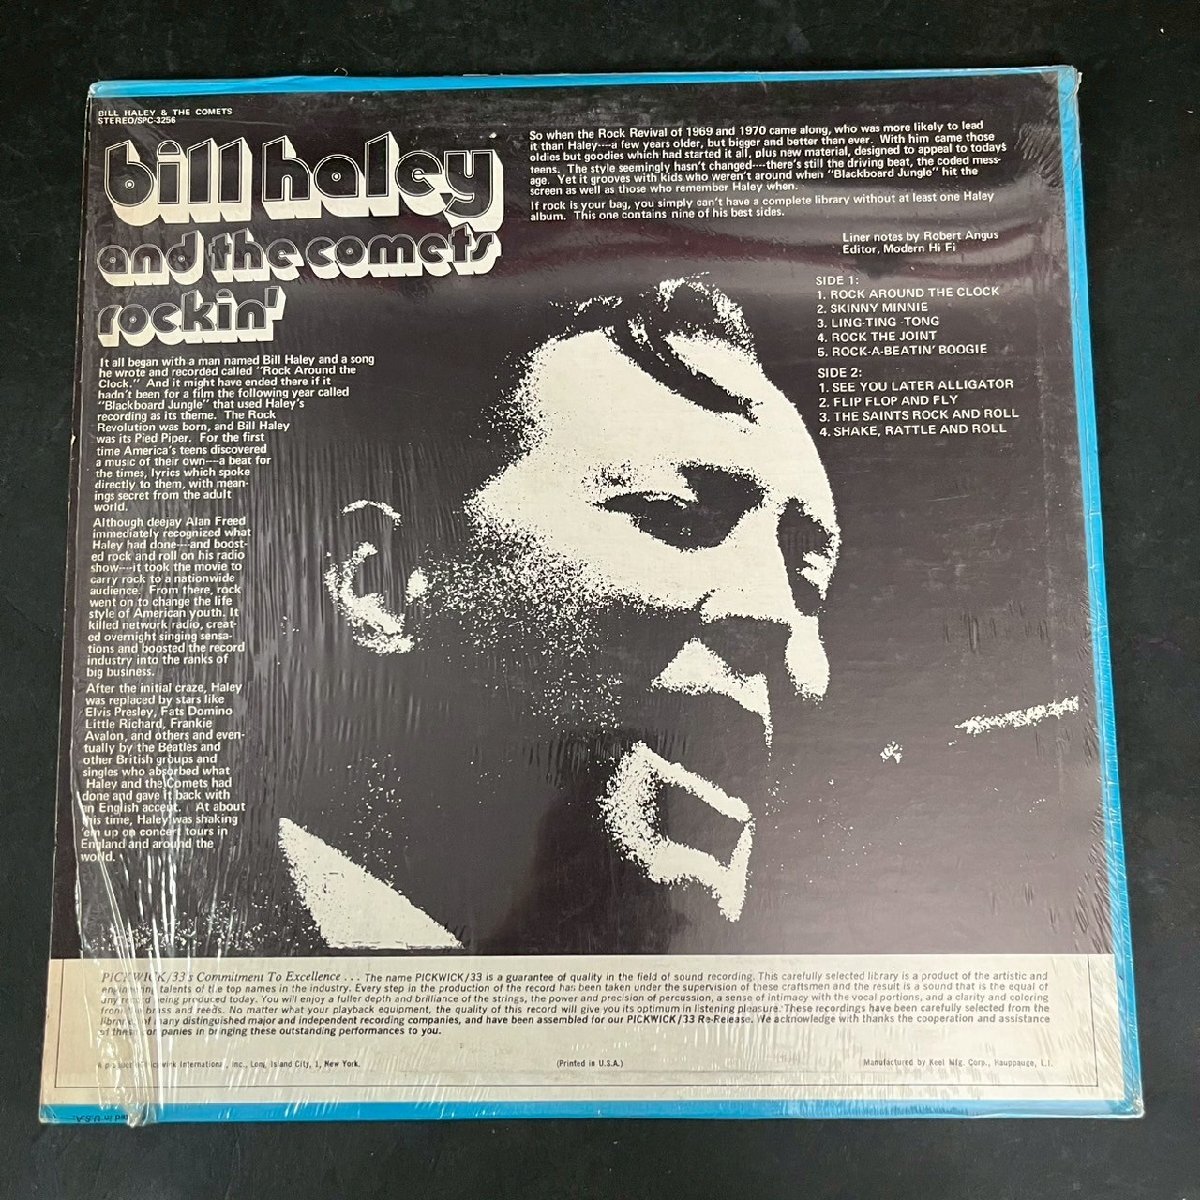 BILL HALEY & THE COMETS
STEREO/SPC-3256
bill haley
and the comets
rockin'
It all began with a man named Bill Haley and a song
he wrote and recorded called "Rock Around the
Clock." And it might have ended there if it
hadn't been for a film the following year called
"Blackboard Jungle" that used Haley's
recording as its theme. The Rock
Revolution was born, and Bill Haley
was its Pied Piper. For the first
time America's teens discovered
a music of their own---a beat for
the times, lyrics which spoke
directly to them, with mean-
ings secret from the adult
world.
Although deejay Alan Freed
immediately recognized what
Haley had done---and boost-
ed rock and roll on his radio
show---it took the movie to
carry rock to a nationwide
audience. From there, rock
went on to change the life
style of American youth. It
killed network radio, creat-
ed overnight singing sensa-
tions and boosted the record
industry into the ranks of
big business.
After the initial craze, Haley
was replaced by stars like
Elvis Presley, Fats Domino
Little Richard, Frankie
Avalon, and others and even-
tually by the Beatles and
other British groups and
singles who absorbed what
Haley and the Comets had
done and gave it back with
an English accent. At about
this time, Haley was shaking
'em up on concert tours in
England and around the
world.
So when the Rock Revival of 1969 and 1970 came along, who was more likely to lead
it than Haley---a few years older, but bigger and better than ever. With him came those
oldies but goodies which had started it all, plus new material, designed to appeal to todays
teens. The style seemingly hasn't changed---there's still the driving beat, the coded mess-
age. Yet it grooves with kids who weren't around when "Blackboard Jungle" hit the
screen as well as those who remember Haley when.
If rock is your bag, you simply can't have a complete library without at least one Haley
album. This one contains nine of his best sides.
Liner notes by Robert Angus
Editor, Modern Hi Fi
SIDE 1:
1. ROCK AROUND THE CLOCK
2. SKINNY MINNIE
3. LING-TING -TONG
4. ROCK THE JOINT
5. ROCK-A-BEATIN' BOOGIE
SIDE 2:
1. SEE YOU LATER ALLIGATOR
2. FLIP FLOP AND FLY
3. THE SAINTS ROCK AND ROLL
4. SHAKE, RATTLE AND ROLL
PICKWICK/33's Commitment To Excellence . . . The name PICKWICK/33 is a guarantee of quality in the field of sound recording. This carefully selected library is a product of the artistic and
engineering talents of the top names in the industry. Every step in the production of the record has been taken under the supervision of these craftsmen and the result is a sound that is the equal of
any record being produced today. You will enjoy a fuller depth and brilliance of the strings, the power and precision of percussion, a sense of intimacy with the vocal portions, and a clarity and coloring
from the brass and reeds. No matter what your playback equipment, the quality of this record will give you its optimum in listening pleasure. These recordings have been carefully selected from the
libraries of many distinguished major and independent recording companies, and have been assembled for our PICKWICK/33 Re-Release. We acknowledge with thanks the cooperation and assistance
of these companies in bringing these outstanding performances to you.
A product of Pickwick International, Inc., Long Island City, 1, New York.
(Printed in U.S.A.)
Manufactured by Keel Mfg. Corp., Hauppauge, L.I.
in U.S.A.